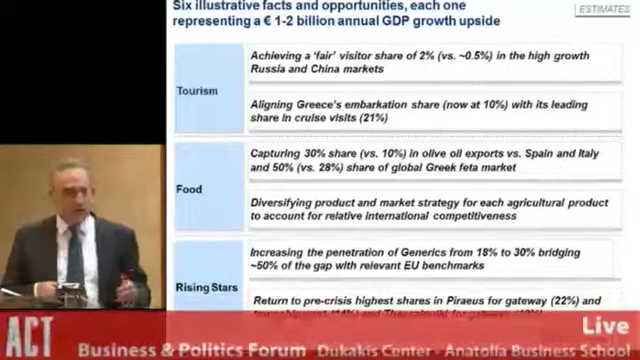 Six illustrative facts and opportunities, each one
representing a € 1-2 billion annual GDP growth upside
ESTIMATES
Tourism
Achieving a 'fair' visitor share of 2% (vs. ~0.5%) in the high growth
Russia and China markets
Aligning Greece's embarkation share (now at 10%) with its leading
share in cruise visits (21%)
Food
Capturing 30% share (vs. 10%) in olive oil exports vs. Spain and Italy
and 50% (vs. 28%) share of global Greek feta market
Diversifying product and market strategy for each agricultural product
to account for relative international competitiveness
Rising Stars
Increasing the penetration of Generics from 18% to 30% bridging
~50% of the gap with relevant EU benchmarks
Return to pre-crisis highest shares in Piraeus for gateway (22%) and
ACT
Live
Business & Politics Forum Dukakis Center - Anatolia Business School